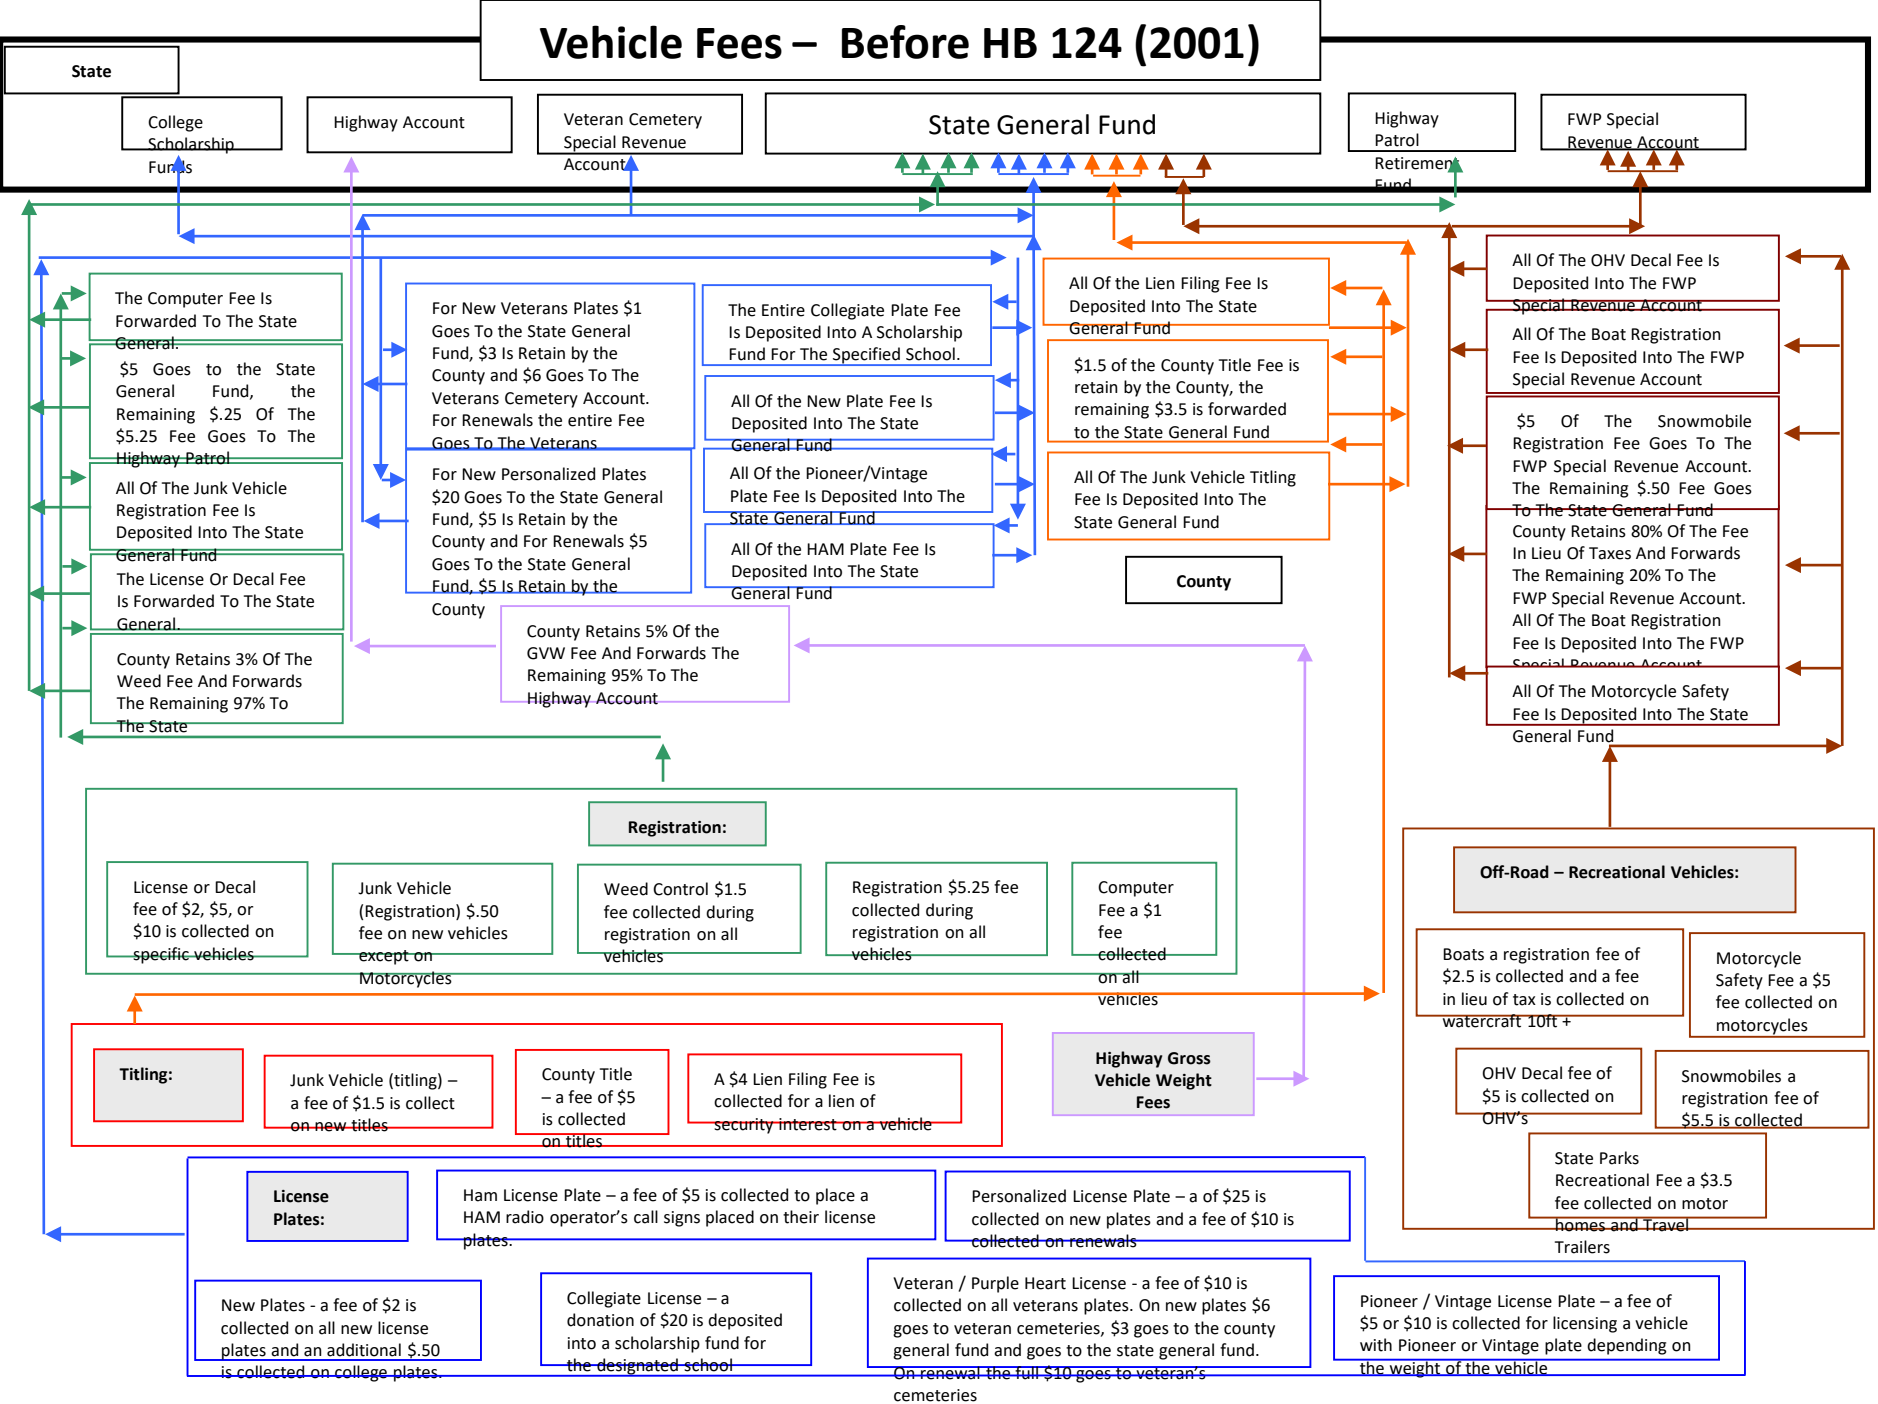 Vehicle Fees –  Before HB 124 (2001)
State
College
Scholarship
Funds
Highway Account
Veteran Cemetery
Special Revenue
Account
State General Fund
Highway
Patrol
Retirement
Fund
FWP Special
Revenue Account
The Computer Fee Is
Forwarded To The State
General.
$5 Goes to the State
General Fund, the
Remaining $.25 Of The
$5.25 Fee Goes To The
Highway Patrol
All Of The Junk Vehicle
Registration Fee Is
Deposited Into The State
General Fund
The License Or Decal Fee
Is Forwarded To The State
General.
County Retains 3% Of The
Weed Fee And Forwards
The Remaining 97% To
The State
For New Veterans Plates $1
Goes To the State General
Fund, $3 Is Retain by the
County and $6 Goes To The
Veterans Cemetery Account.
For Renewals the entire Fee
Goes To The Veterans
For New Personalized Plates
$20 Goes To the State General
Fund, $5 Is Retain by the
County and For Renewals $5
Goes To the State General
Fund, $5 Is Retain by the
County
The Entire Collegiate Plate Fee
Is Deposited Into A Scholarship
Fund For The Specified School.
All Of the New Plate Fee Is
Deposited Into The State
General Fund
All Of the Pioneer/Vintage
Plate Fee Is Deposited Into The
State General Fund
All Of the HAM Plate Fee Is
Deposited Into The State
General Fund
County Retains 5% Of the
GVW Fee And Forwards The
Remaining 95% To The
Highway Account
All Of the Lien Filing Fee Is
Deposited Into The State
General Fund
$1.5 of the County Title Fee is
retain by the County, the
remaining $3.5 is forwarded
to the State General Fund
All Of The Junk Vehicle Titling
Fee Is Deposited Into The
State General Fund
County
All Of The OHV Decal Fee Is
Deposited Into The FWP
Special Revenue Account
All Of The Boat Registration
Fee Is Deposited Into The FWP
Special Revenue Account
$5 Of The Snowmobile
Registration Fee Goes To The
FWP Special Revenue Account.
The Remaining $.50 Fee Goes
To The State General Fund
County Retains 80% Of The Fee
In Lieu Of Taxes And Forwards
The Remaining 20% To The
FWP Special Revenue Account.
All Of The Boat Registration
Fee Is Deposited Into The FWP
Special Revenue Account
All Of The Motorcycle Safety
Fee Is Deposited Into The State
General Fund
Registration:
License or Decal
fee of $2, $5, or
$10 is collected on
specific vehicles
Junk Vehicle
(Registration) $.50
fee on new vehicles
except on
Motorcycles
Weed Control $1.5
fee collected during
registration on all
vehicles
Registration $5.25 fee
collected during
registration on all
vehicles
Computer
Fee a $1
fee
collected
on all
vehicles
Off-Road – Recreational Vehicles:
Boats a registration fee of
$2.5 is collected and a fee
in lieu of tax is collected on
watercraft 10ft +
Motorcycle
Safety Fee a $5
fee collected on
motorcycles
OHV Decal fee of
$5 is collected on
OHV's
Snowmobiles a
registration fee of
$5.5 is collected
State Parks
Recreational Fee a $3.5
fee collected on motor
homes and Travel
Trailers
Titling:
Junk Vehicle (titling) –
a fee of $1.5 is collect
on new titles
County Title
– a fee of $5
is collected
on titles
A $4 Lien Filing Fee is
collected for a lien of
security interest on a vehicle
Highway Gross
Vehicle Weight
Fees
License
Plates:
Ham License Plate – a fee of $5 is collected to place a
HAM radio operator's call signs placed on their license
plates.
Personalized License Plate – a of $25 is
collected on new plates and a fee of $10 is
collected on renewals
New Plates - a fee of $2 is
collected on all new license
plates and an additional $.50
is collected on college plates.
Collegiate License – a
donation of $20 is deposited
into a scholarship fund for
the designated school
Veteran / Purple Heart License - a fee of $10 is
collected on all veterans plates. On new plates $6
goes to veteran cemeteries, $3 goes to the county
general fund and goes to the state general fund.
On renewal the full $10 goes to veteran's
cemeteries
Pioneer / Vintage License Plate – a fee of
$5 or $10 is collected for licensing a vehicle
with Pioneer or Vintage plate depending on
the weight of the vehicle